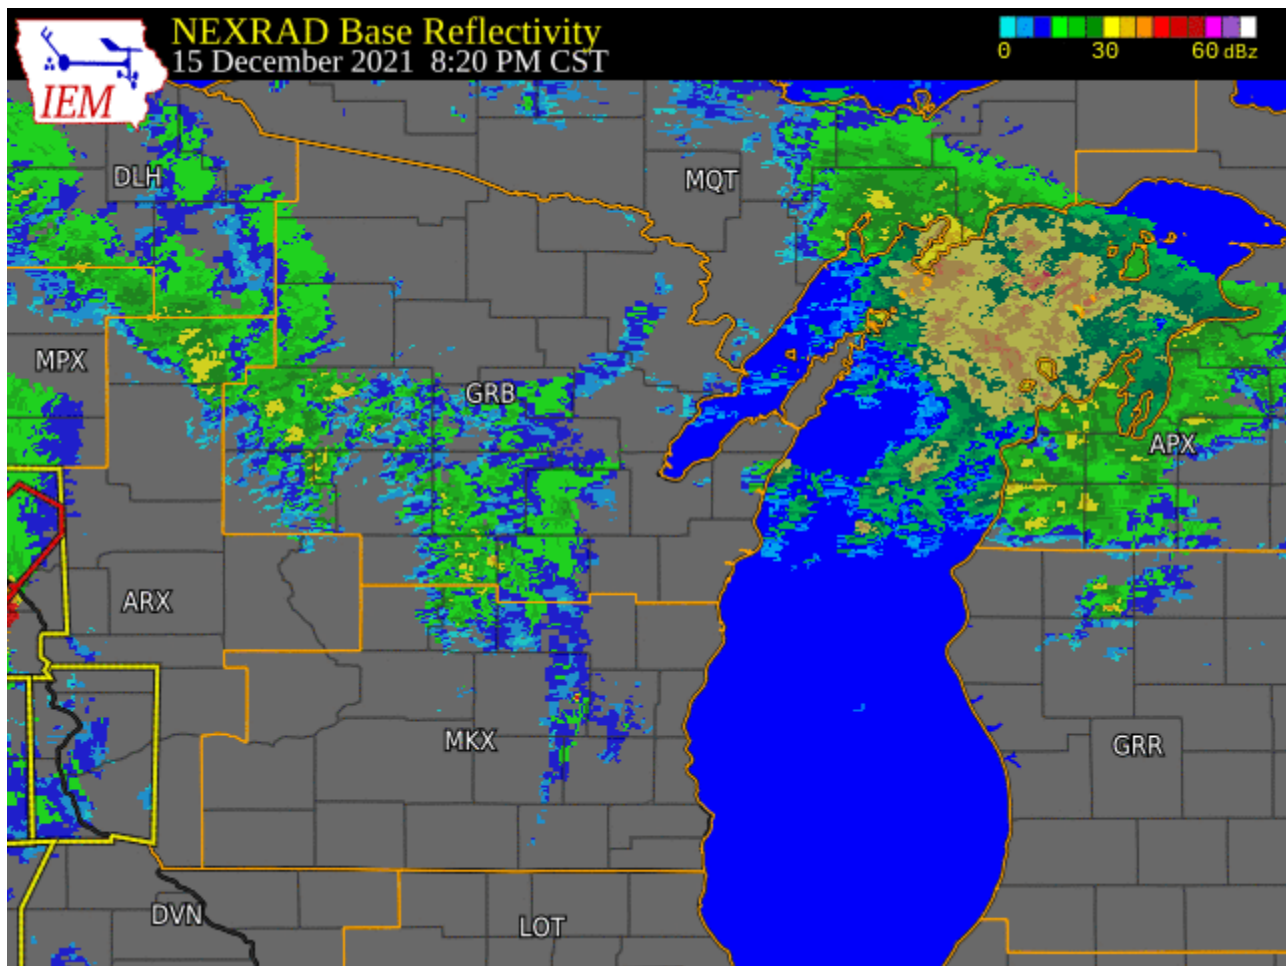 NEXRAD Base Reflectivity
15 December 2021 8:20 PM CST
IEM
0 30 60 dBz
DLH
MQT
MPX
GRB
APX
ARX
MKX
GRR
DVN
LOT